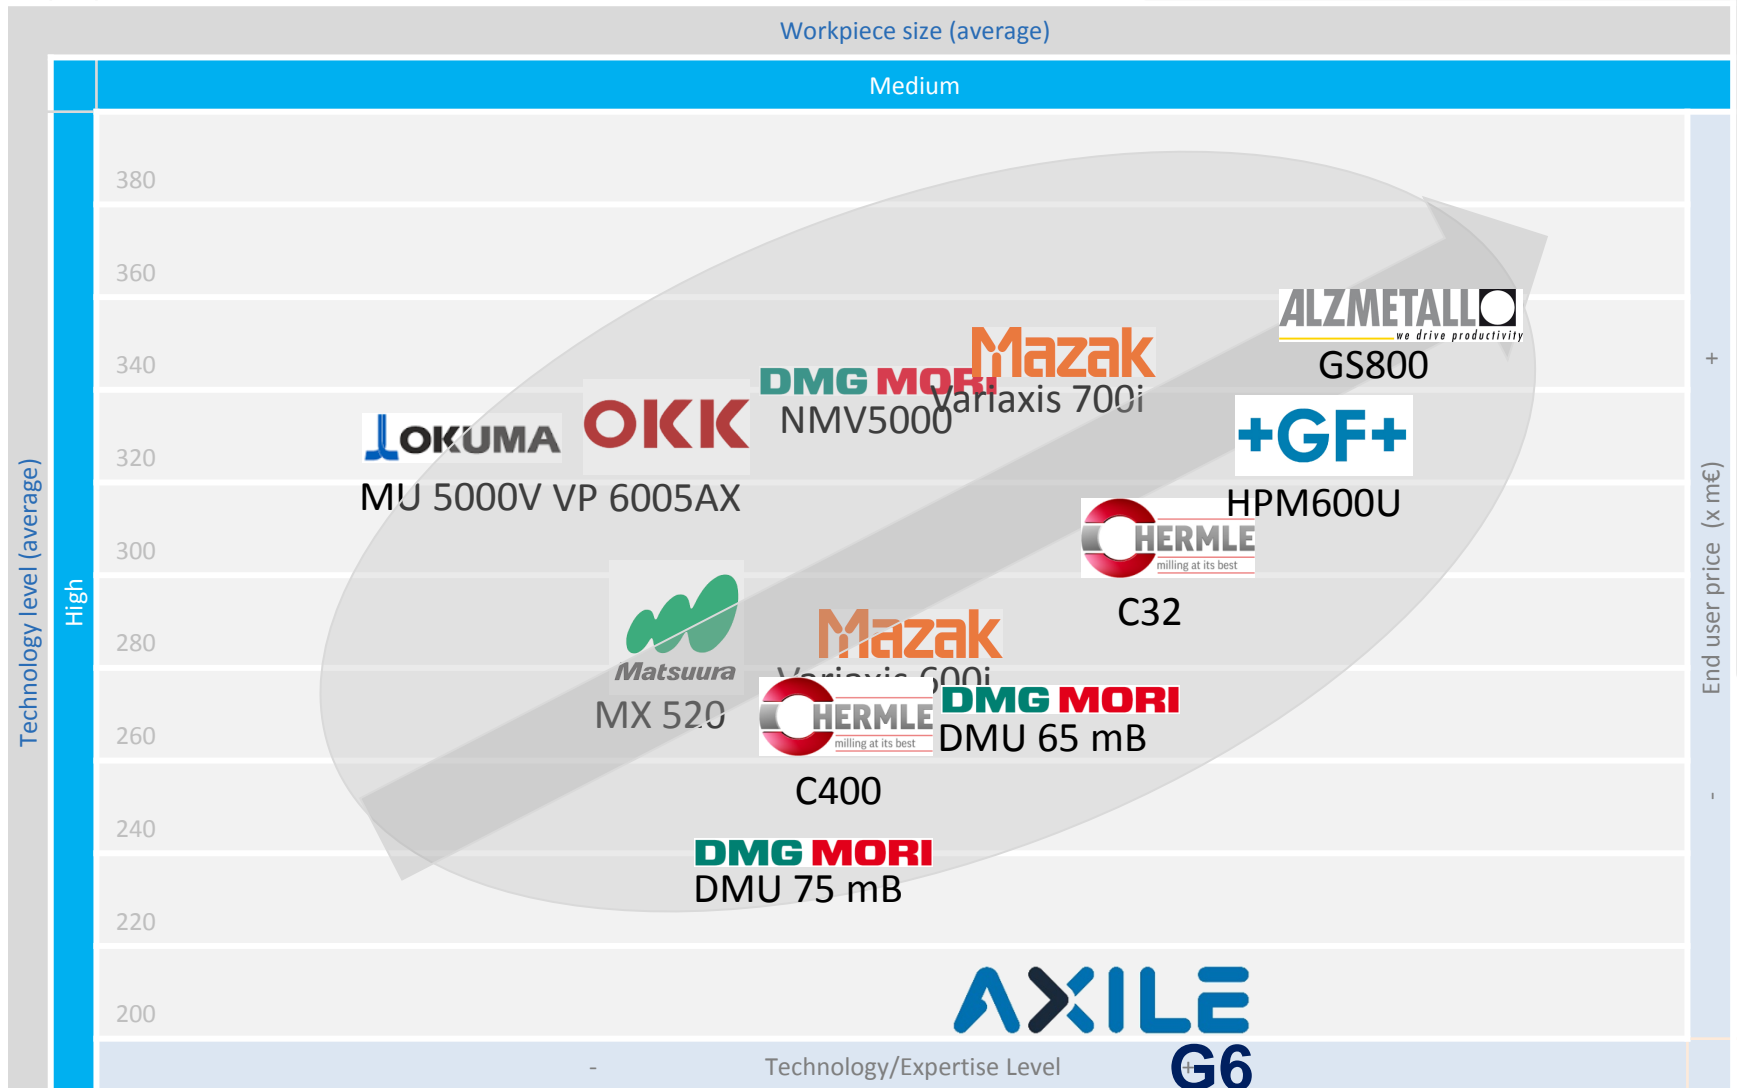 Workpiece size (average)
Medium
Technology level (average)
High
380
360
340
320
300
280
260
240
220
200
ALZMETALL
we drive productivity
GS800
Mazak
Variaxis 700i
DMG MORI
NMV5000
OKUMA
MU 5000V
OKK
VP 6005AX
+GF+
HPM600U
HERMLE
milling at its best
C32
Matsuura
MX 520
Mazak
Variaxis 600i
HERMLE
milling at its best
C400
DMG MORI
DMU 65 mB
DMG MORI
DMU 75 mB
AXILE
G6
- Technology/Expertise Level +
+
End user price (x m€)
-